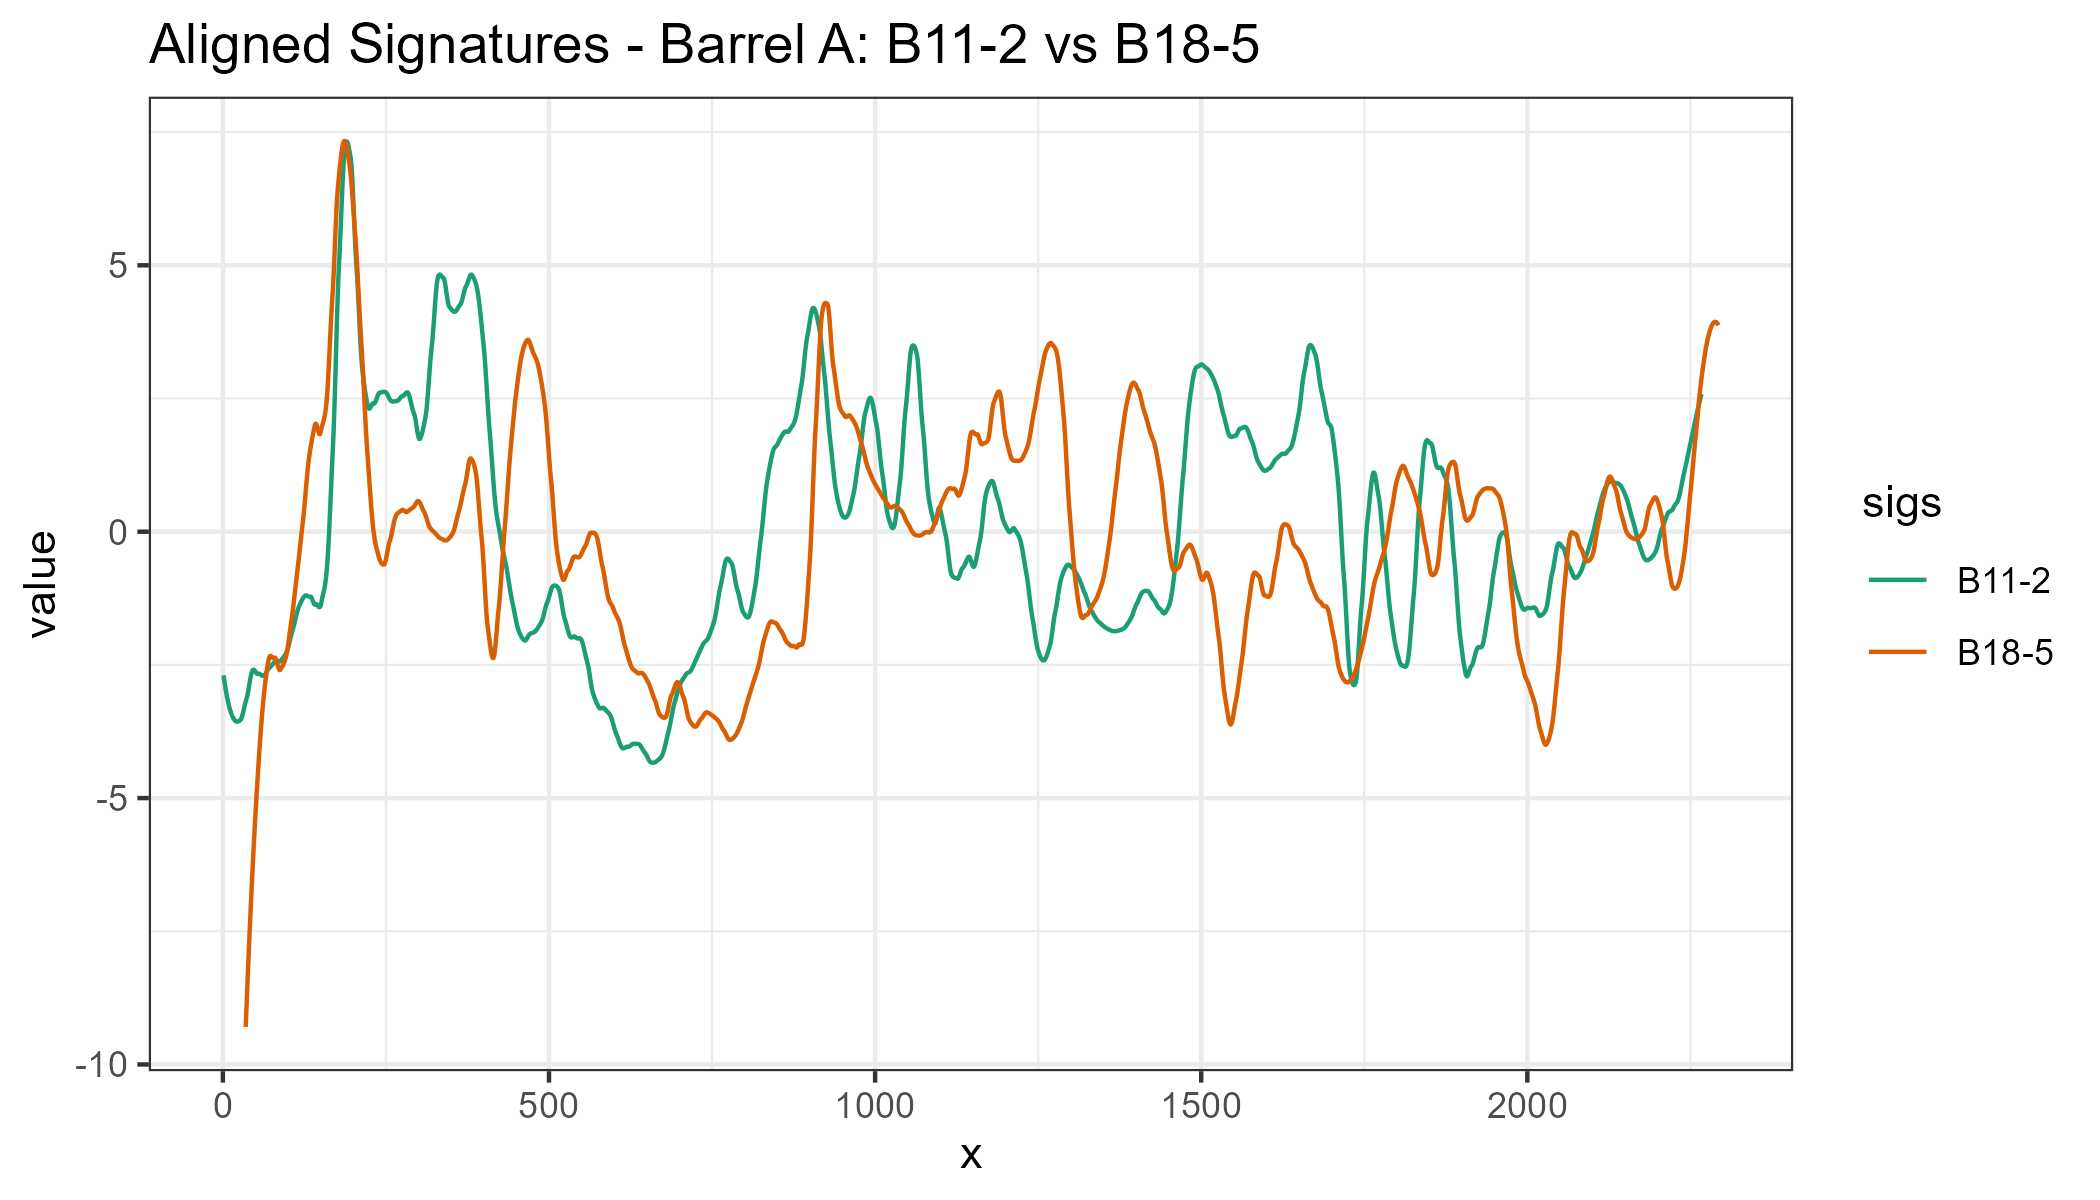 Aligned Signatures - Barrel A: B11-2 vs B18-5
value
5
0
-5
-10
0 500 1000 1500 2000
x
sigs
B11-2
B18-5